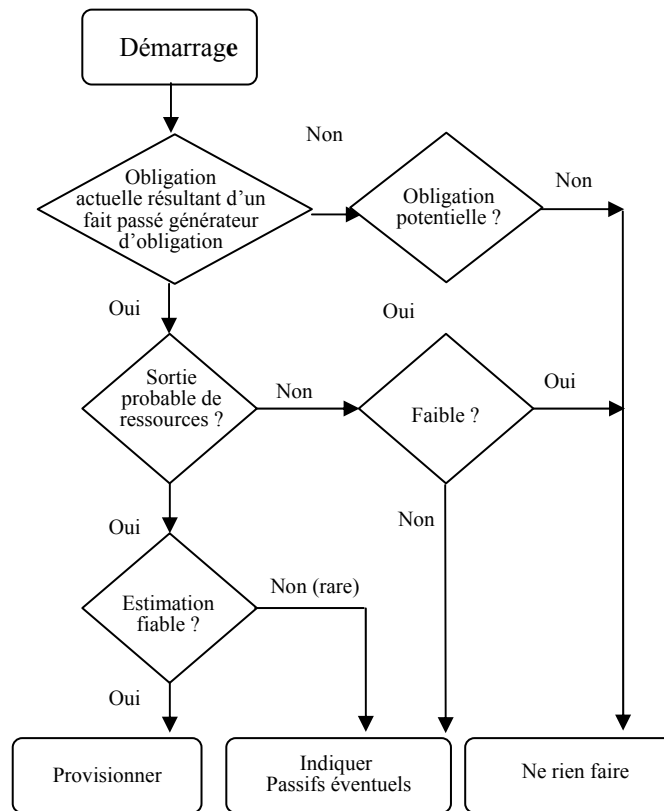 Démarrage
Non
Obligation
actuelle résultant d'un
fait passé générateur
d'obligation
Obligation
potentielle ?
Non
Oui
Oui
Sortie
probable de
ressources ?
Non
Faible ?
Oui
Oui
Non
Estimation
fiable ?
Non (rare)
Oui
Provisionner
Indiquer
Passifs éventuels
Ne rien faire